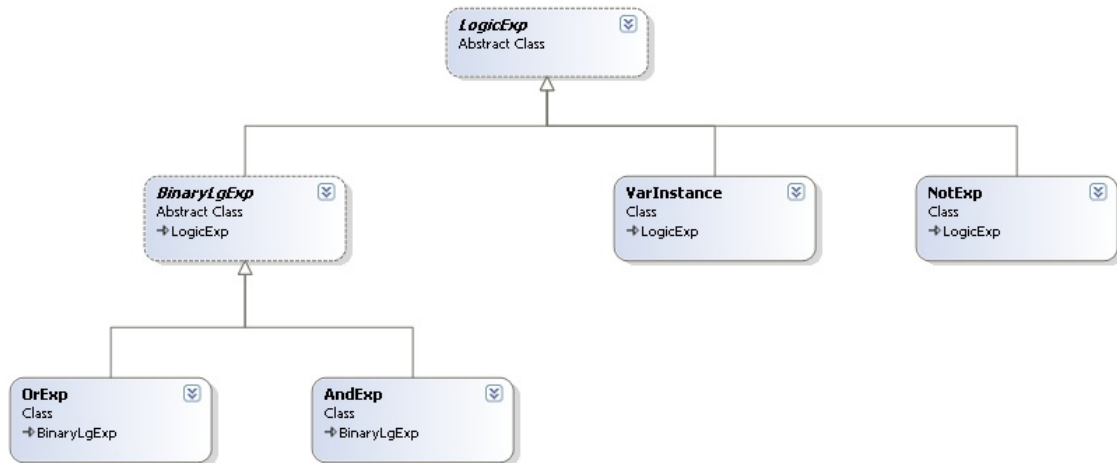 LogicExp
Abstract Class
BinaryLgExp
Abstract Class
LogicExp
VarInstance
Class
LogicExp
NotExp
Class
LogicExp
OrExp
Class
BinaryLgExp
AndExp
Class
BinaryLgExp